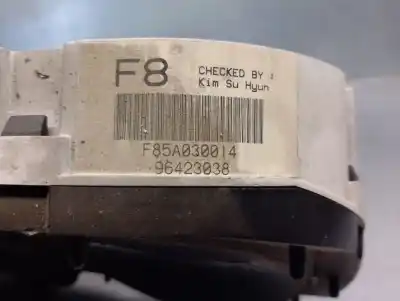 F8 CHECKED BY :
Kim Su Hyun
F85A030014
96423038